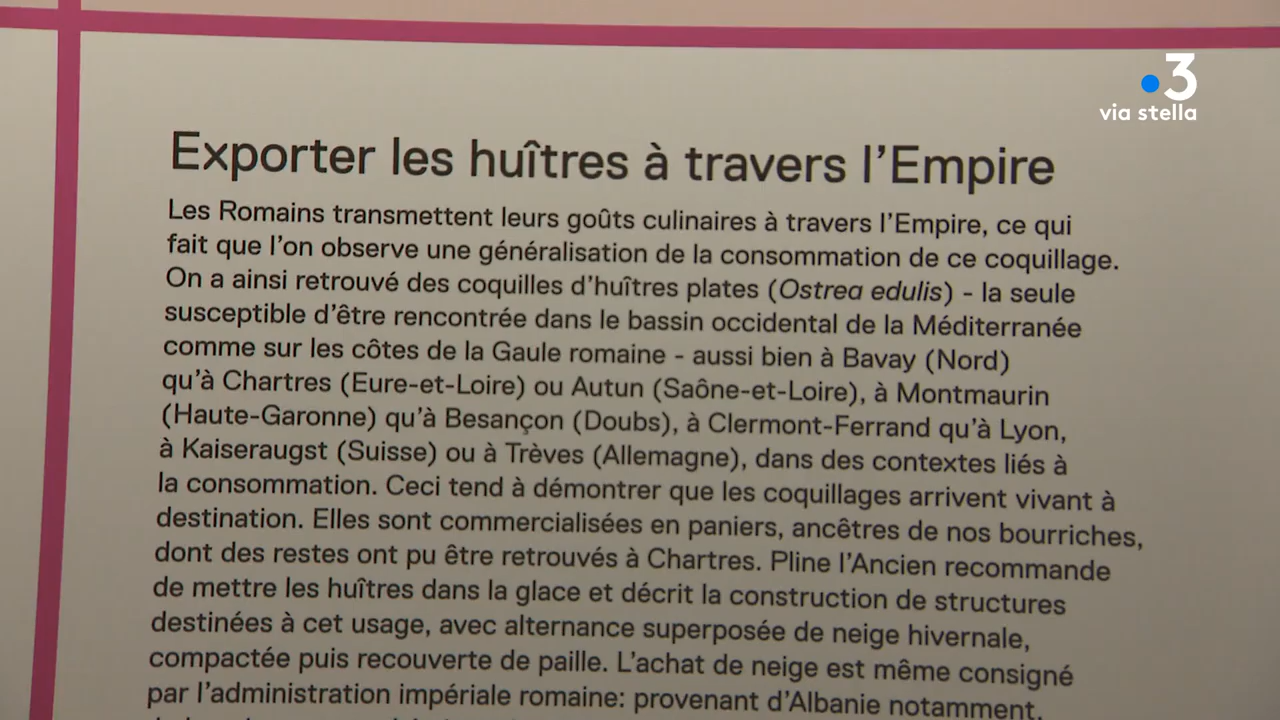 3
via stella
Exporter les huîtres à travers l'Empire
Les Romains transmettent leurs goûts culinaires à travers l'Empire, ce qui
fait que l'on observe une généralisation de la consommation de ce coquillage.
On a ainsi retrouvé des coquilles d'huîtres plates (Ostrea edulis) - la seule
susceptible d'être rencontrée dans le bassin occidental de la Méditerranée
comme sur les côtes de la Gaule romaine - aussi bien à Bavay (Nord)
qu'à Chartres (Eure-et-Loire) ou Autun (Saône-et-Loire), à Montmaurin
(Haute-Garonne) qu'à Besançon (Doubs), à Clermont-Ferrand qu'à Lyon,
à Kaiseraugst (Suisse) ou à Trèves (Allemagne), dans des contextes liés à
la consommation. Ceci tend à démontrer que les coquillages arrivent vivant à
destination. Elles sont commercialisées en paniers, ancêtres de nos bourriches,
dont des restes ont pu être retrouvés à Chartres. Pline l'Ancien recommande
de mettre les huîtres dans la glace et décrit la construction de structures
destinées à cet usage, avec alternance superposée de neige hivernale,
compactée puis recouverte de paille. L'achat de neige est même consigné
par l'administration impériale romaine: provenant d'Albanie notamment,